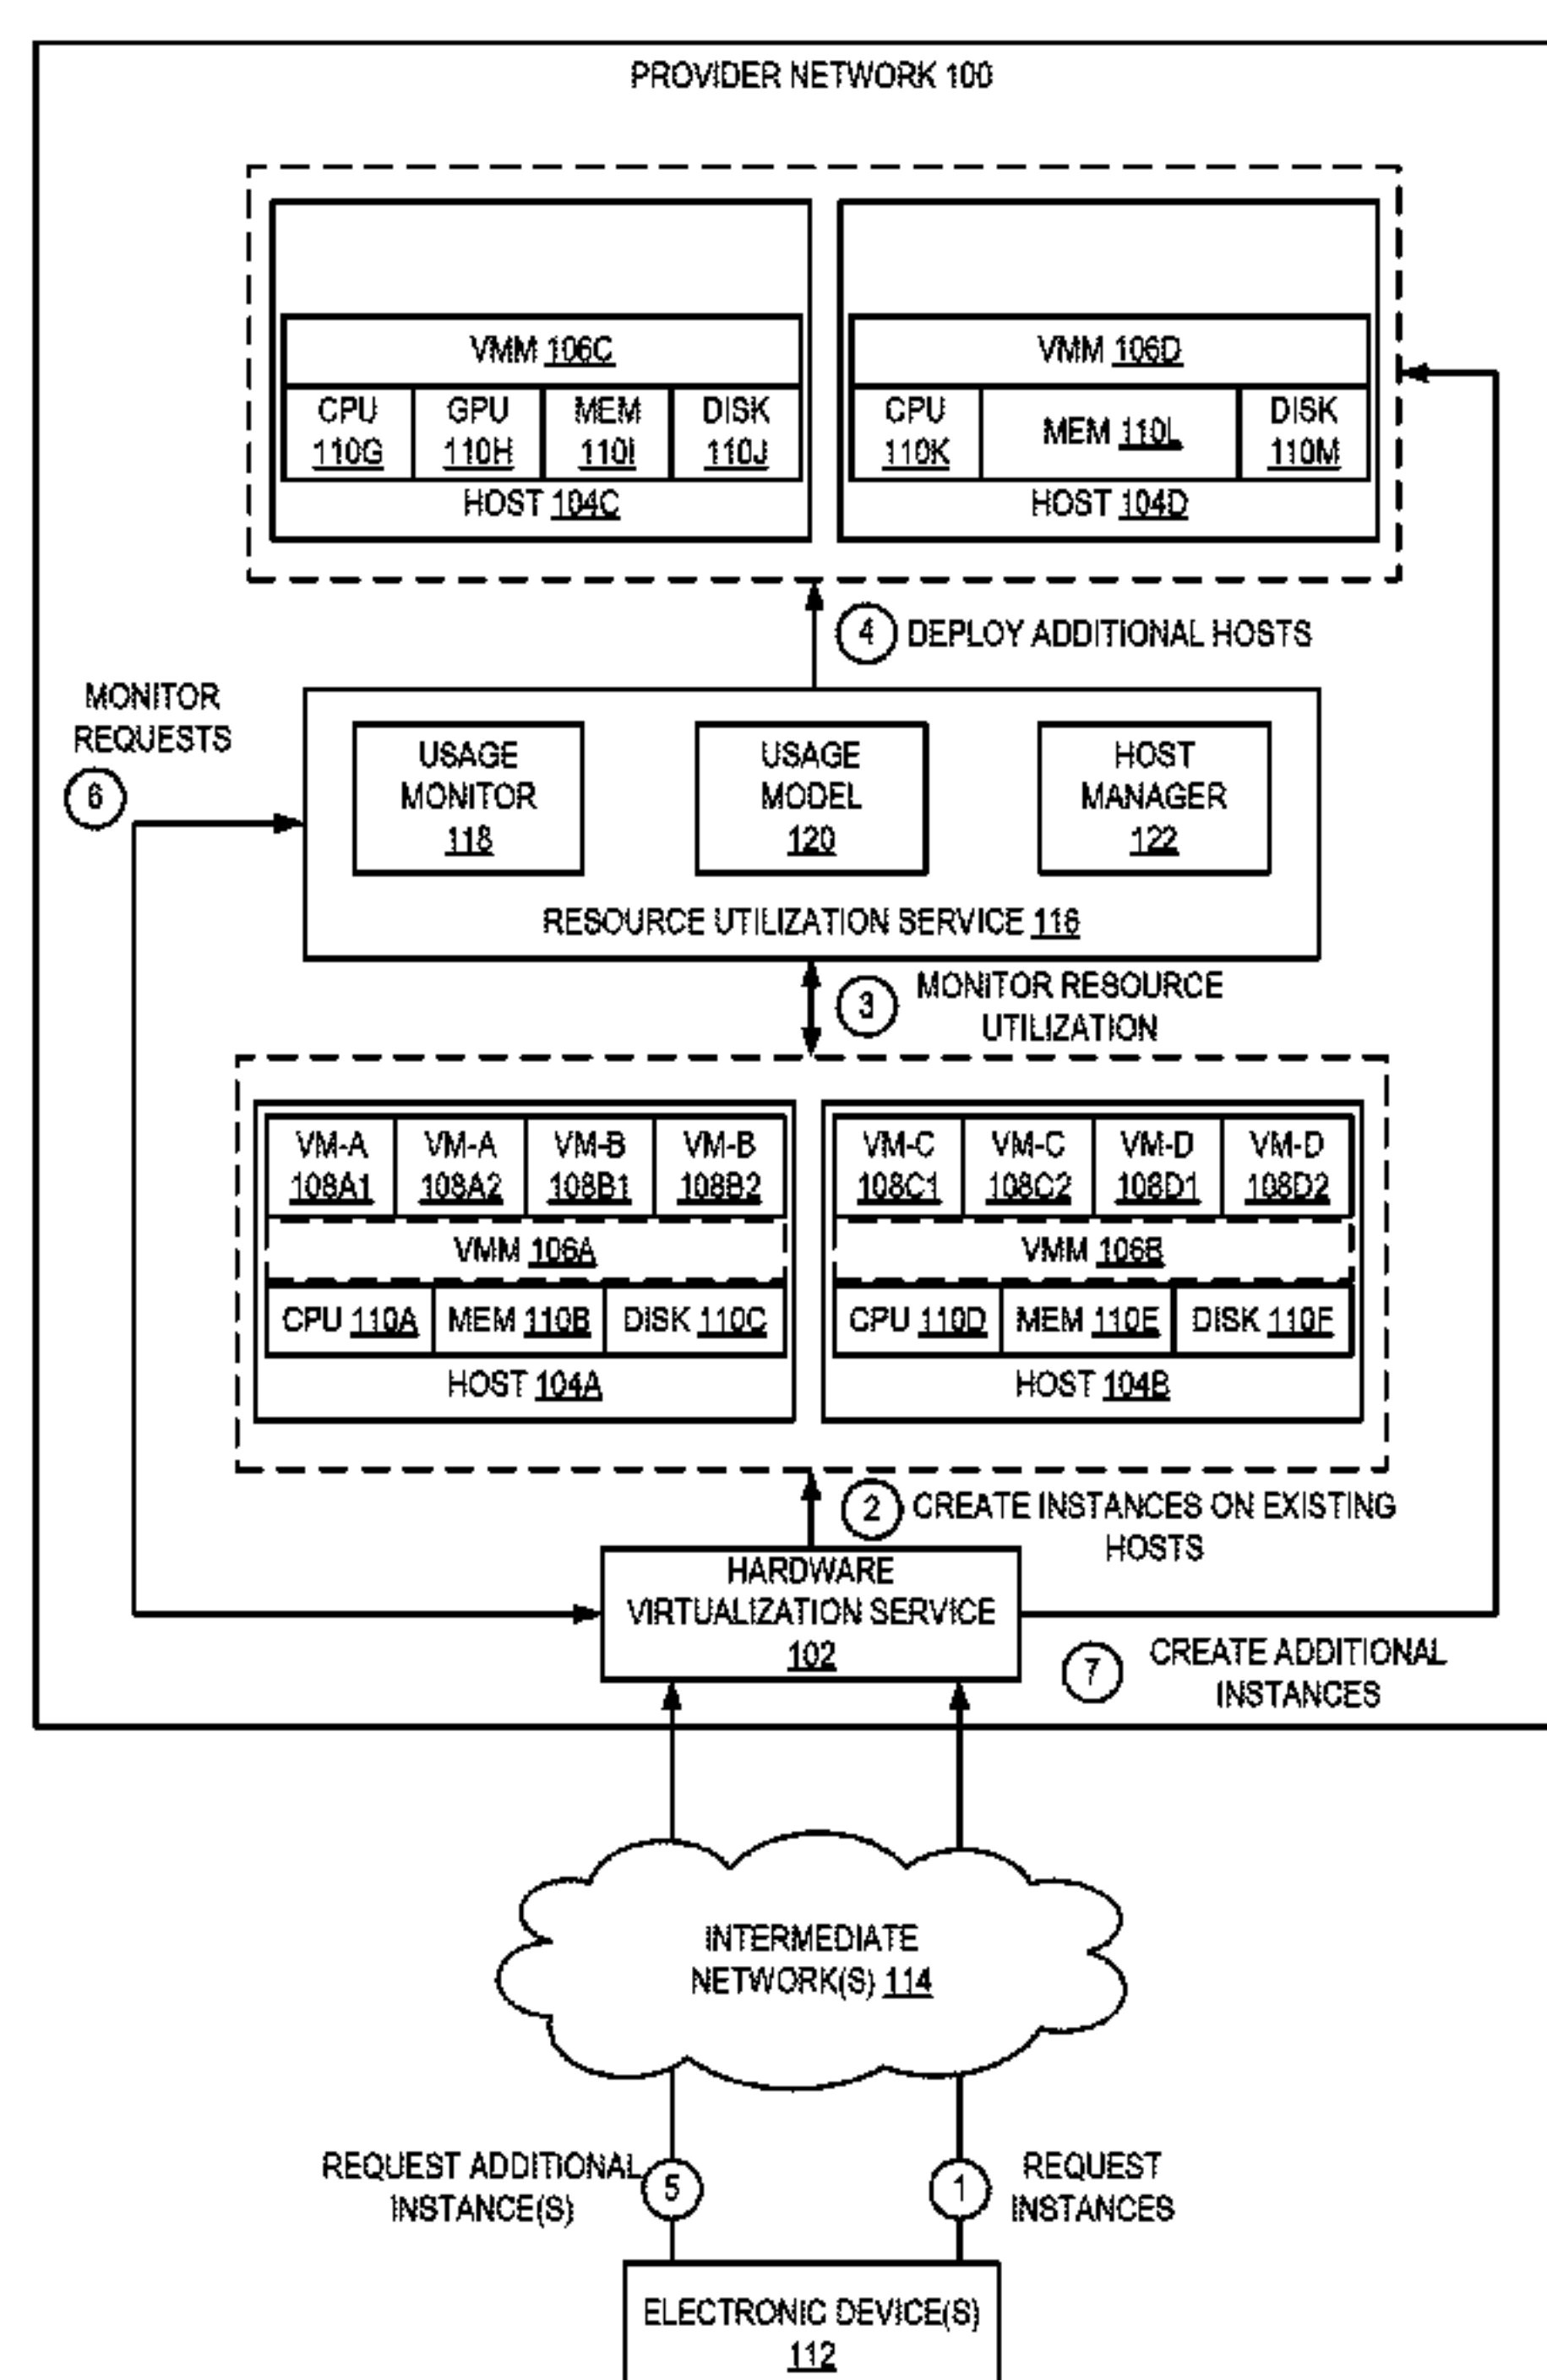 PROVIDER NETWORK 100
VMM 106C
CPU
110G
GPU
110H
MEM
110I
DISK
110J
HOST 104C
VMM 106D
CPU
110K
MEM 110L
DISK
110M
HOST 104D
4 DEPLOY ADDITIONAL HOSTS
MONITOR
REQUESTS
6
USAGE
MONITOR
118
USAGE
MODEL
120
HOST
MANAGER
122
RESOURCE UTILIZATION SERVICE 116
3
MONITOR RESOURCE
UTILIZATION
VM-A
108A1
VM-A
108A2
VM-B
108B1
VM-B
108B2
VMM 106A
CPU 110A
MEM 110B
DISK 110C
HOST 104A
VM-C
108C1
VM-C
108C2
VM-D
108D1
VM-D
108D2
VMM 106B
CPU 110D
MEM 110E
DISK 110F
HOST 104B
2
CREATE INSTANCES ON EXISTING
HOSTS
HARDWARE
VIRTUALIZATION SERVICE
102
7
CREATE ADDITIONAL
INSTANCES
INTERMEDIATE
NETWORK(S) 114
REQUEST ADDITIONAL
INSTANCE(S)
5
1
REQUEST
INSTANCES
ELECTRONIC DEVICE(S)
112